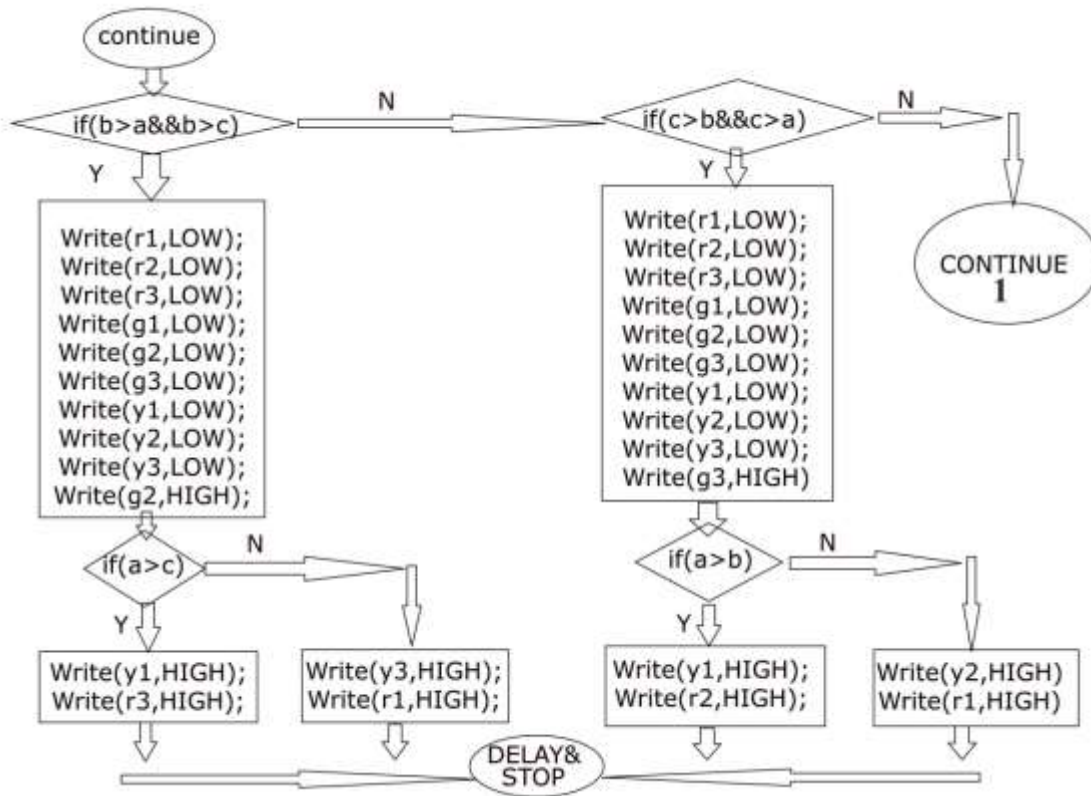 continue
if(b>a&&b>c)
N
if(c>b&&c>a)
N
Y
Y
CONTINUE
1
Write(r1,LOW);
Write(r2,LOW);
Write(r3,LOW);
Write(g1,LOW);
Write(g2,LOW);
Write(g3,LOW);
Write(y1,LOW);
Write(y2,LOW);
Write(y3,LOW);
Write(g2,HIGH);
Write(r1,LOW);
Write(r2,LOW);
Write(r3,LOW);
Write(g1,LOW);
Write(g2,LOW);
Write(g3,LOW);
Write(y1,LOW);
Write(y2,LOW);
Write(y3,LOW);
Write(g3,HIGH)
if(a>c)
N
if(a>b)
N
Y
Y
Write(y1,HIGH);
Write(r3,HIGH);
Write(y3,HIGH);
Write(r1,HIGH);
Write(y1,HIGH);
Write(r2,HIGH);
Write(y2,HIGH)
Write(r1,HIGH)
DELAY&
STOP